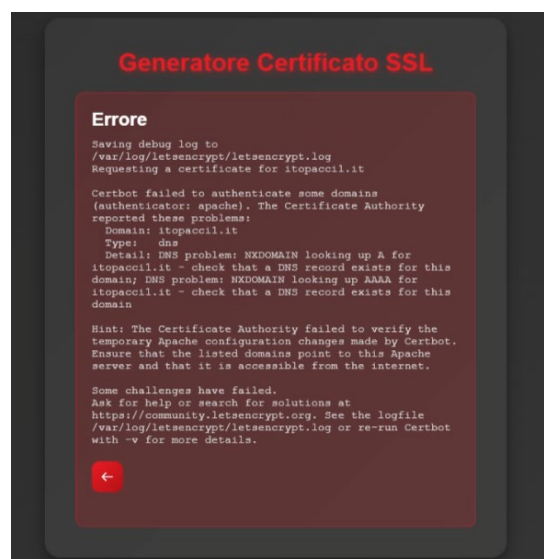 Generatore Certificato SSL
Errore
Saving debug log to
/var/log/letsencrypt/letsencrypt.log
Requesting a certificate for itopacci1.it
Certbot failed to authenticate some domains
(authenticator: apache). The Certificate Authority
reported these problems:
Domain: itopacci1.it
Type: dns
Detail: DNS problem: NXDOMAIN looking up A for
itopacci1.it - check that a DNS record exists for this
domain; DNS problem: NXDOMAIN looking up AAAA for
itopacci1.it - check that a DNS record exists for this
domain
Hint: The Certificate Authority failed to verify the
temporary Apache configuration changes made by Certbot.
Ensure that the listed domains point to this Apache
server and that it is accessible from the internet.
Some challenges have failed.
Ask for help or search for solutions at
https://community.letsencrypt.org. See the logfile
/var/log/letsencrypt/letsencrypt.log or re-run Certbot
with -v for more details.